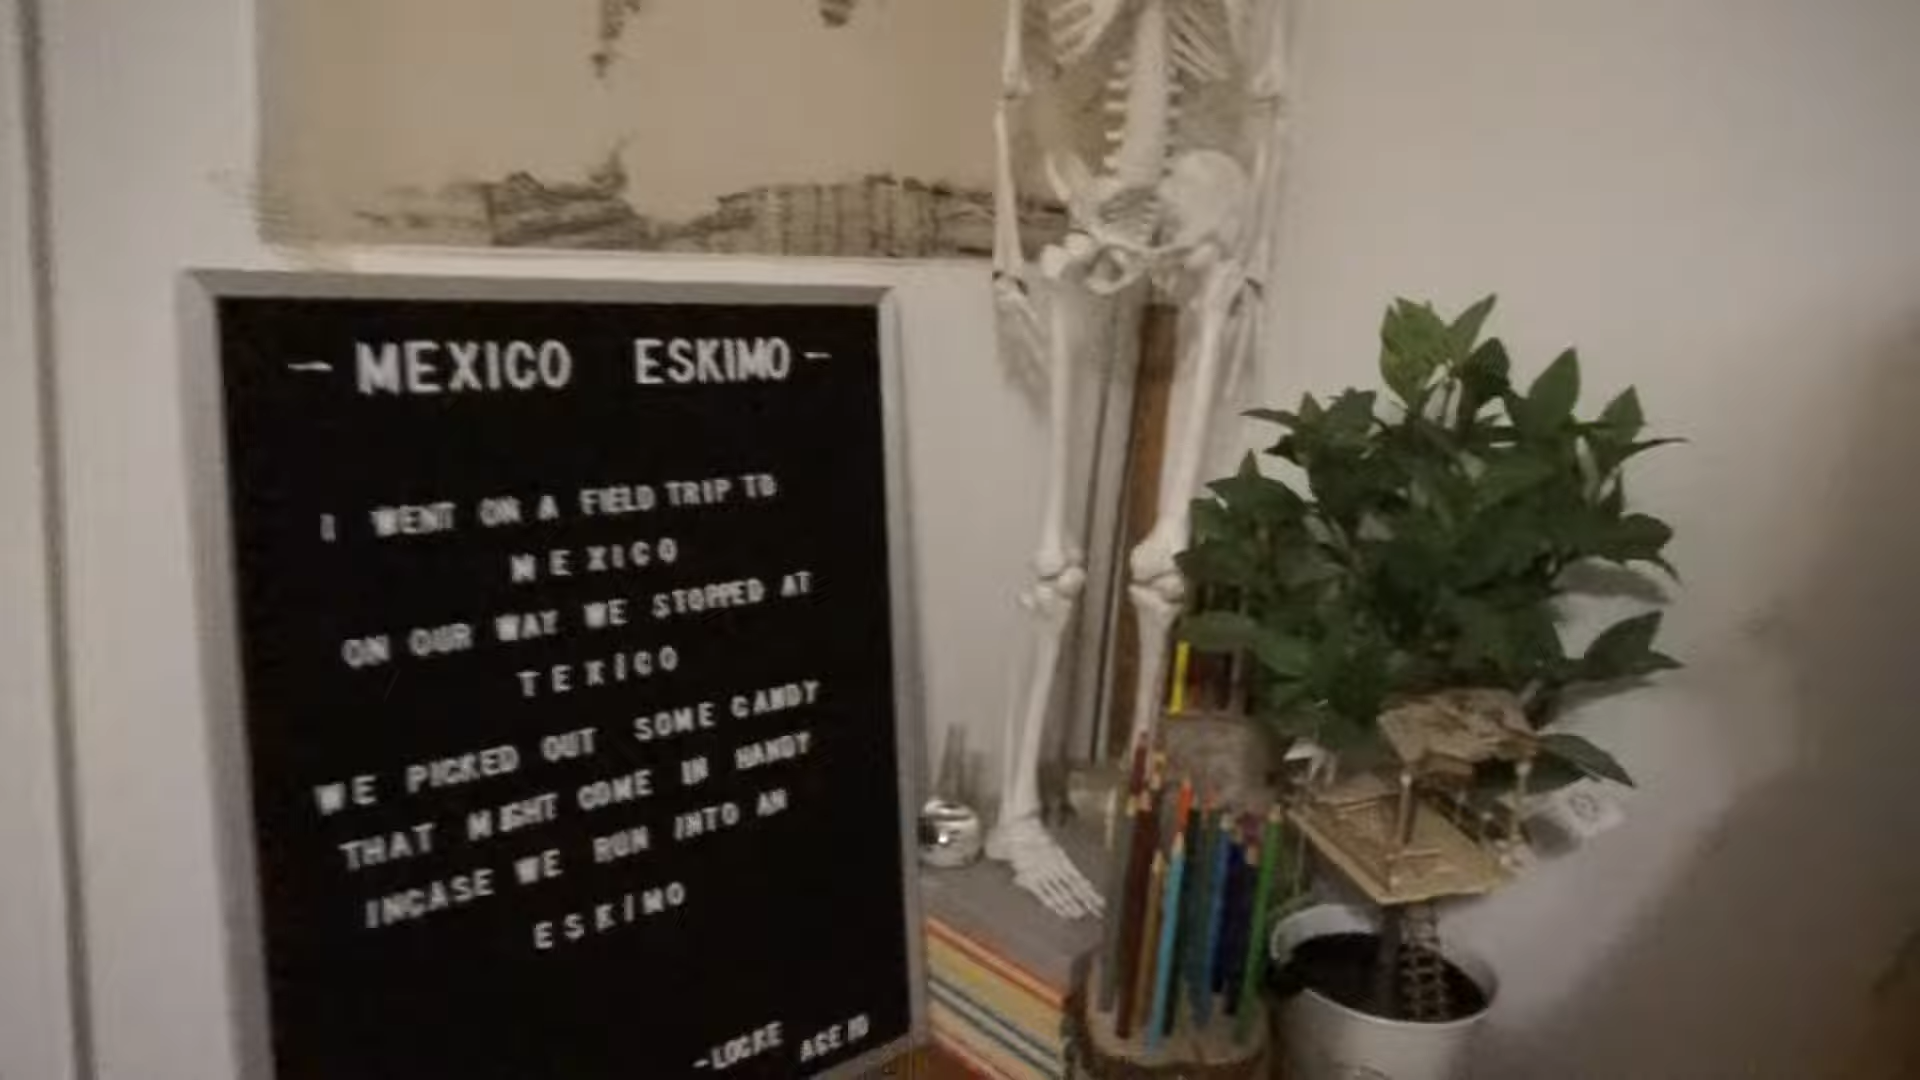 - MEXICO ESKIMO -
I WENT ON A FIELD TRIP TO
MEXICO
ON OUR WAY WE STOPPED AT
TEXICO
WE PICKED OUT SOME CANDY
THAT MIGHT COME IN HANDY
INCASE WE RUN INTO AN
ESKIMO
-LOCKE AGE 10